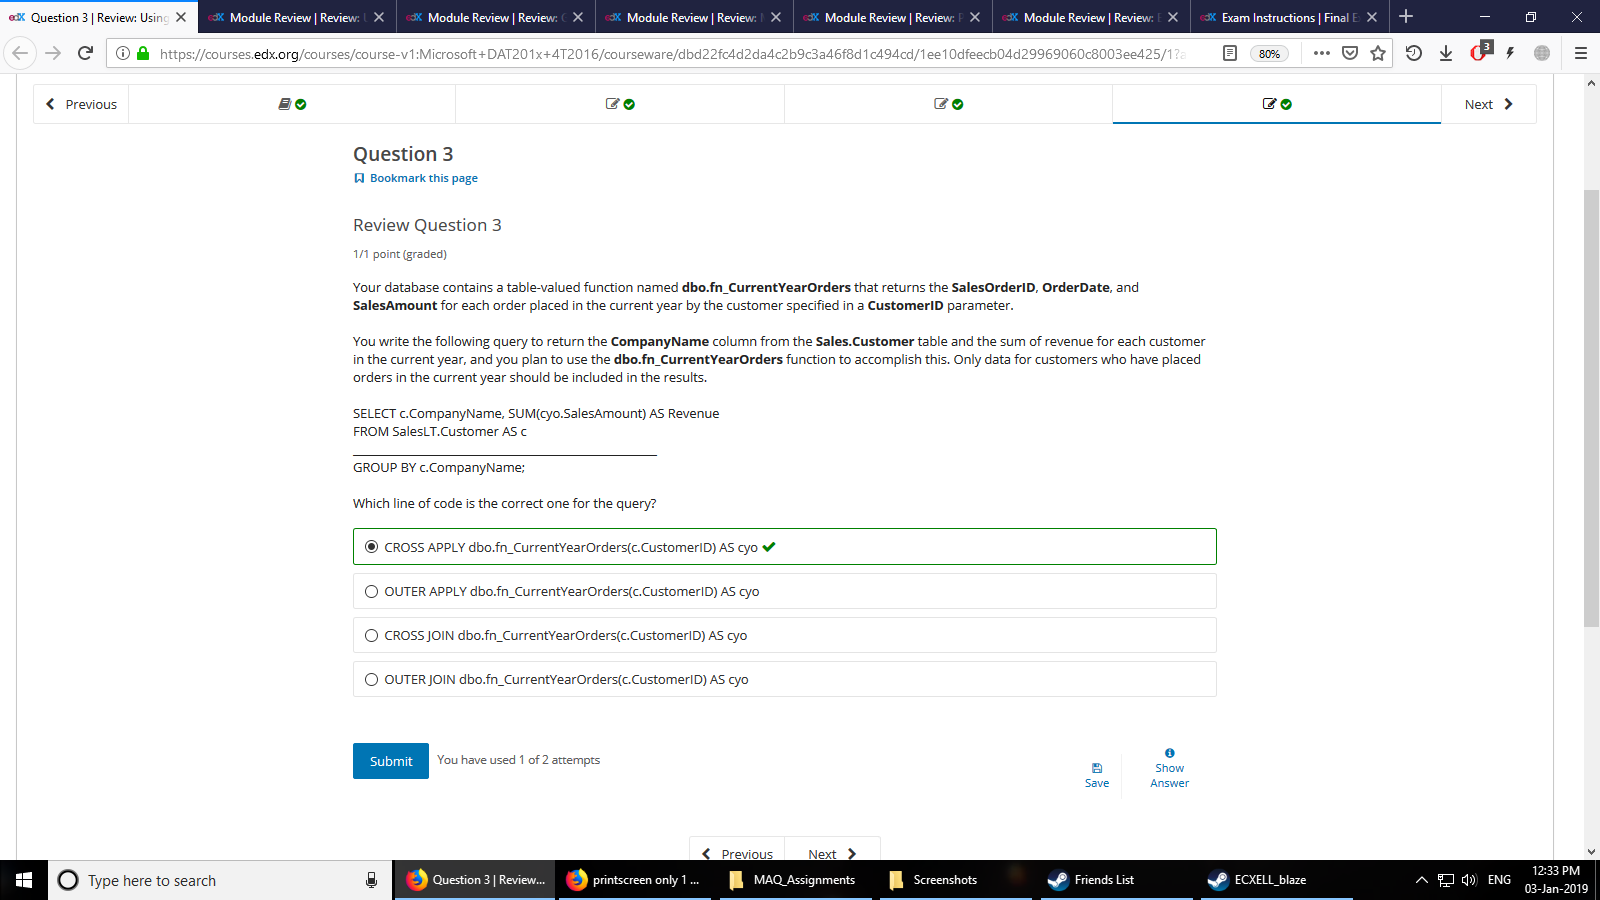 edX Question 3 | Review: Using
edX Module Review | Review:
edX Module Review | Review:
edX Module Review | Review:
edX Module Review | Review:
edX Module Review | Review:
edX Exam Instructions | Final
https://courses.edx.org/courses/course-v1:Microsoft+DAT201x+4T2016/courseware/dbd22fc4d2da4c2b9c3a46f8d1c494cd/1ee10dfeecb04d29969060c8003ee425/1?a
80%
3
Previous
Next
Question 3
Bookmark this page
Review Question 3
1/1 point (graded)
Your database contains a table-valued function named dbo.fn_CurrentYearOrders that returns the SalesOrderID, OrderDate, and
SalesAmount for each order placed in the current year by the customer specified in a CustomerID parameter.
You write the following query to return the CompanyName column from the Sales.Customer table and the sum of revenue for each customer
in the current year, and you plan to use the dbo.fn_CurrentYearOrders function to accomplish this. Only data for customers who have placed
orders in the current year should be included in the results.
SELECT c.CompanyName, SUM(cyo.SalesAmount) AS Revenue
FROM SalesLT.Customer AS c
GROUP BY c.CompanyName;
Which line of code is the correct one for the query?
CROSS APPLY dbo.fn_CurrentYearOrders(c.CustomerID) AS cyo
OUTER APPLY dbo.fn_CurrentYearOrders(c.CustomerID) AS cyo
CROSS JOIN dbo.fn_CurrentYearOrders(c.CustomerID) AS cyo
OUTER JOIN dbo.fn_CurrentYearOrders(c.CustomerID) AS cyo
Submit
You have used 1 of 2 attempts
Save
Show
Answer
Previous
Next
Type here to search
Question 3 | Review...
printscreen only 1 ...
MAQ_Assignments
Screenshots
Friends List
ECXELL_blaze
ENG
12:33 PM
03-Jan-2019